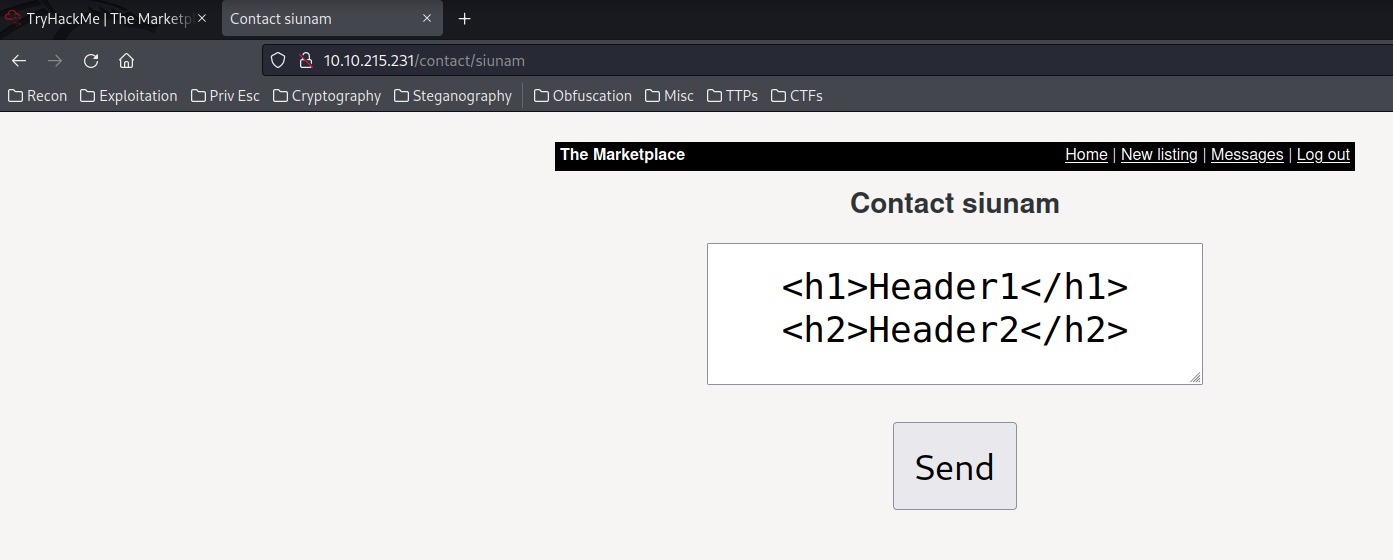 TryHackMe | The Marketpl
Contact siunam
10.10.215.231/contact/siunam
Recon Exploitation Priv Esc Cryptography Steganography Obfuscation Misc TTPs CTFs
The Marketplace Home | New listing | Messages | Log out
Contact siunam
<h1>Header1</h1>
<h2>Header2</h2>
Send